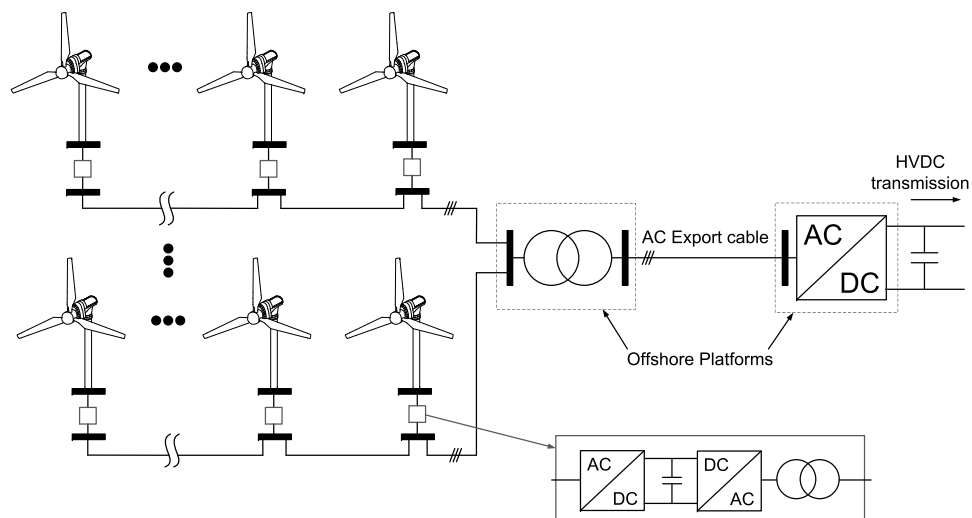 HVDC
transmission
AC Export cable
AC
DC
Offshore Platforms
AC
DC
DC
AC